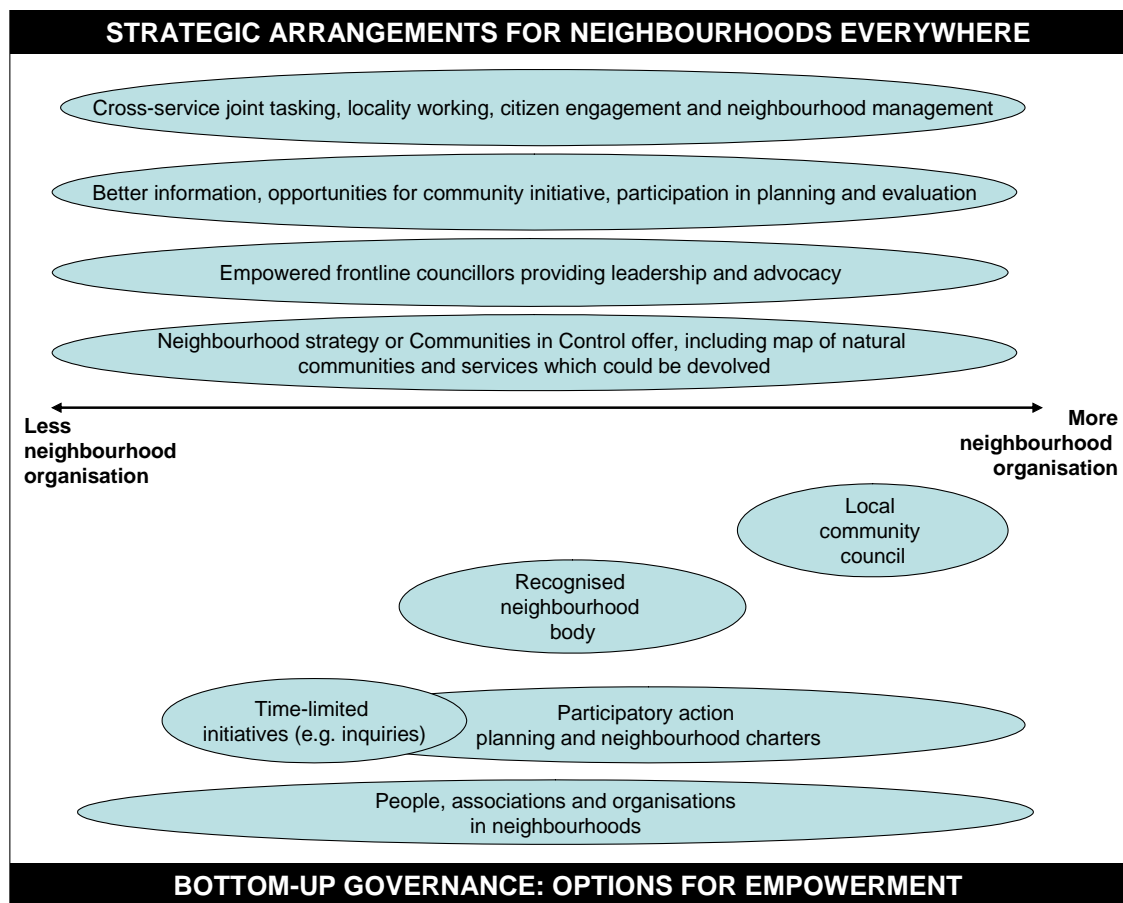 STRATEGIC ARRANGEMENTS FOR NEIGHBOURHOODS EVERYWHERE
Cross-service joint tasking, locality working, citizen engagement and neighbourhood management
Better information, opportunities for community initiative, participation in planning and evaluation
Empowered frontline councillors providing leadership and advocacy
Neighbourhood strategy or Communities in Control offer, including map of natural
communities and services which could be devolved
Less
neighbourhood
organisation
More
neighbourhood
organisation
Local
community
council
Recognised
neighbourhood
body
Time-limited
initiatives (e.g. inquiries)
Participatory action
planning and neighbourhood charters
People, associations and organisations
in neighbourhoods
BOTTOM-UP GOVERNANCE: OPTIONS FOR EMPOWERMENT